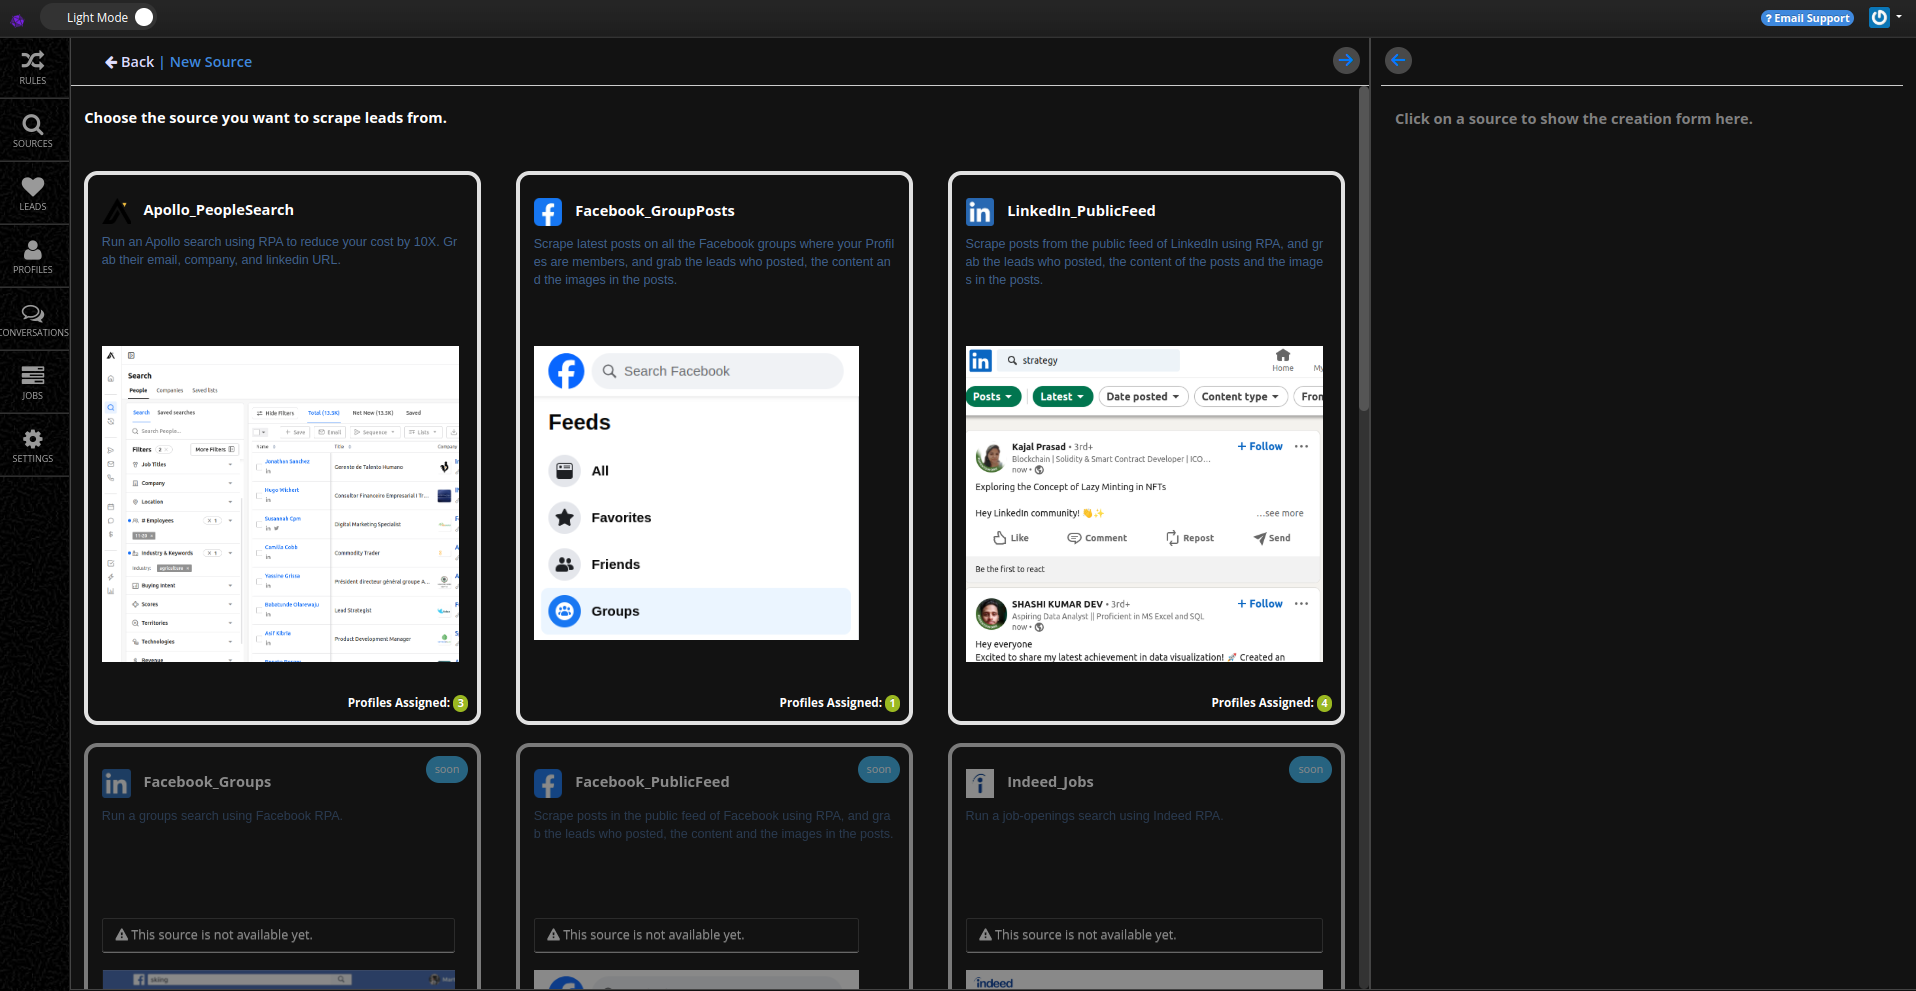 Light Mode
? Email Support
RULES
SOURCES
LEADS
PROFILES
CONVERSATIONS
JOBS
SETTINGS
Back | New Source
Choose the source you want to scrape leads from.
Click on a source to show the creation form here.
Apollo_PeopleSearch
Run an Apollo search using RPA to reduce your cost by 10X. Gr
ab their email, company, and linkedin URL.
Search
People Companies Saved lists
Search Saved searches
Search People...
Filters 2
More Filters
Job Titles
Company
Location
# Employees
Industry & Keywords
Industry: agriculture
Buying Intent
Scores
Territories
Technologies
Revenue
Hide Filters Total (13.3K) Net New (13.3K) Saved
Save Email Sequence Lists
Name Title Company
Jonathan Sanchez Gerente de Talento Humano
Hugo Wichert Consultor Financeiro Empresarial I Tr...
Susannah Cpm Digital Marketing Specialist
Camilla Cobb Commodity Trader
Yassine Grissa Président directeur général groupe A...
Babatunde Olarewaju Lead Strategist
Asif Kibria Product Development Manager
Profiles Assigned: 3
Facebook_GroupPosts
Scrape latest posts on all the Facebook groups where your Profil
es are members, and grab the leads who posted, the content an
d the images in the posts.
Search Facebook
Feeds
All
Favorites
Friends
Groups
Profiles Assigned: 1
LinkedIn_PublicFeed
Scrape posts from the public feed of LinkedIn using RPA, and gr
ab the leads who posted, the content of the posts and the image
s in the posts.
in strategy
Home My
Posts Latest Date posted Content type From
Kajal Prasad • 3rd+
+ Follow
Blockchain | Solidity & Smart Contract Developer | ICO...
now •
Exploring the Concept of Lazy Minting in NFTs
Hey LinkedIn community! 👋✨
...see more
Like Comment Repost Send
Be the first to react
SHASHI KUMAR DEV • 3rd+
+ Follow
Aspiring Data Analyst || Proficient in MS Excel and SQL
now •
Hey everyone
Excited to share my latest achievement in data visualization! 🚀 Created an
Profiles Assigned: 4
Facebook_Groups
soon
Run a groups search using Facebook RPA.
This source is not available yet.
skiing
Facebook_PublicFeed
soon
Scrape posts in the public feed of Facebook using RPA, and gra
b the leads who posted, the content and the images in the posts.
This source is not available yet.
Indeed_Jobs
soon
Run a job-openings search using Indeed RPA.
This source is not available yet.
indeed